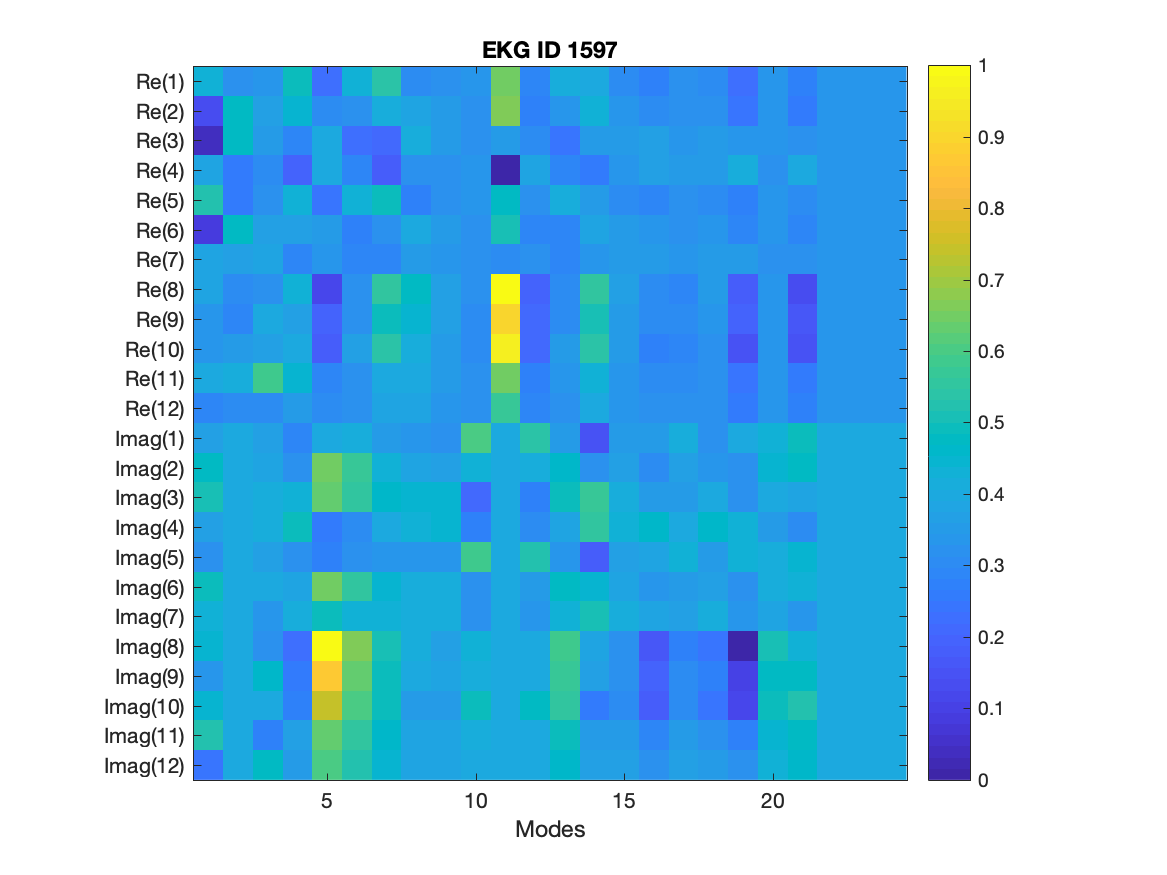 EKG ID 1597
Re(1)
Re(2)
Re(3)
Re(4)
Re(5)
Re(6)
Re(7)
Re(8)
Re(9)
Re(10)
Re(11)
Re(12)
Imag(1)
Imag(2)
Imag(3)
Imag(4)
Imag(5)
Imag(6)
Imag(7)
Imag(8)
Imag(9)
Imag(10)
Imag(11)
Imag(12)
5 10 15 20
Modes
1
0.9
0.8
0.7
0.6
0.5
0.4
0.3
0.2
0.1
0